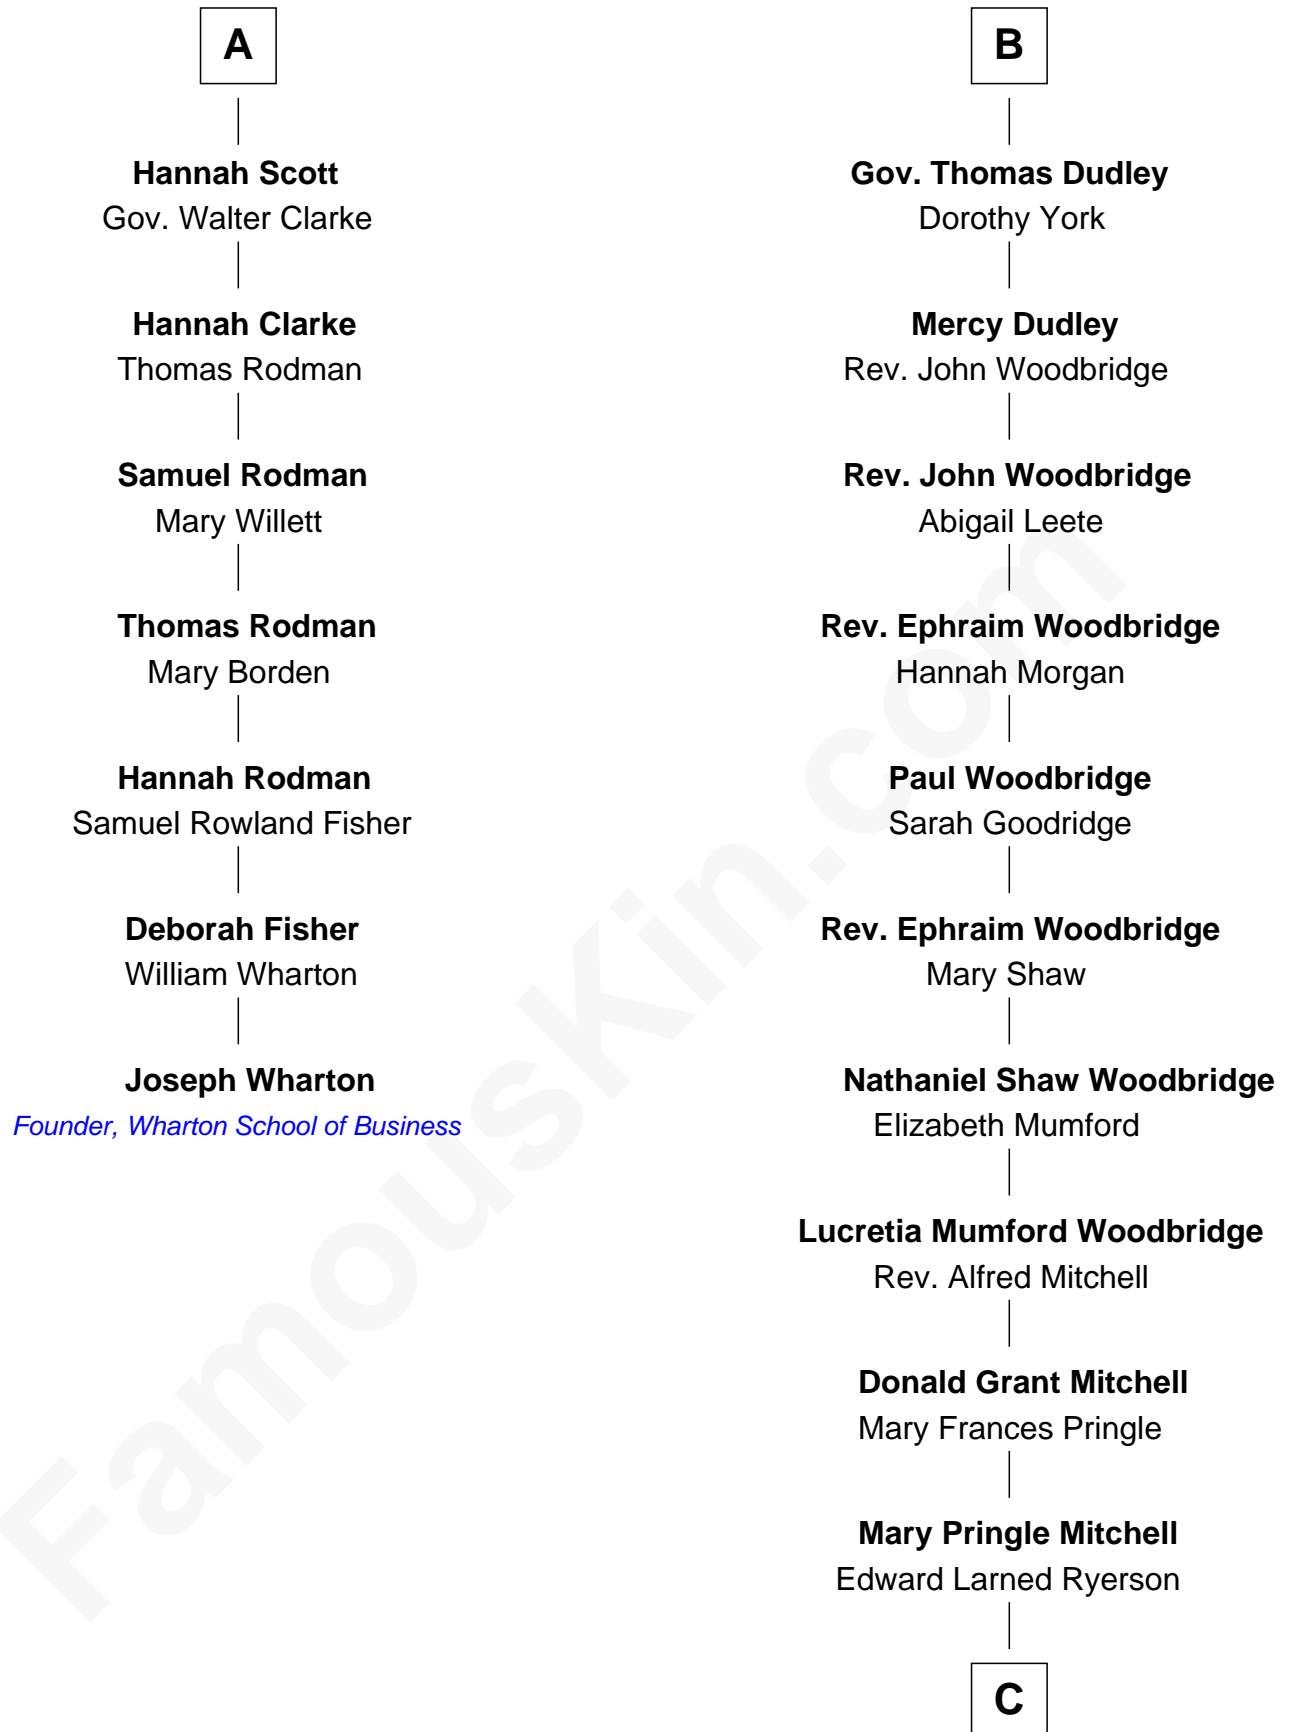 A
Hannah Scott
Gov. Walter Clarke
Hannah Clarke
Thomas Rodman
Samuel Rodman
Mary Willett
Thomas Rodman
Mary Borden
Hannah Rodman
Samuel Rowland Fisher
Deborah Fisher
William Wharton
Joseph Wharton
Founder, Wharton School of Business
B
Gov. Thomas Dudley
Dorothy York
Mercy Dudley
Rev. John Woodbridge
Rev. John Woodbridge
Abigail Leete
Rev. Ephraim Woodbridge
Hannah Morgan
Paul Woodbridge
Sarah Goodridge
Rev. Ephraim Woodbridge
Mary Shaw
Nathaniel Shaw Woodbridge
Elizabeth Mumford
Lucretia Mumford Woodbridge
Rev. Alfred Mitchell
Donald Grant Mitchell
Mary Frances Pringle
Mary Pringle Mitchell
Edward Larned Ryerson
C
FamousKin.com